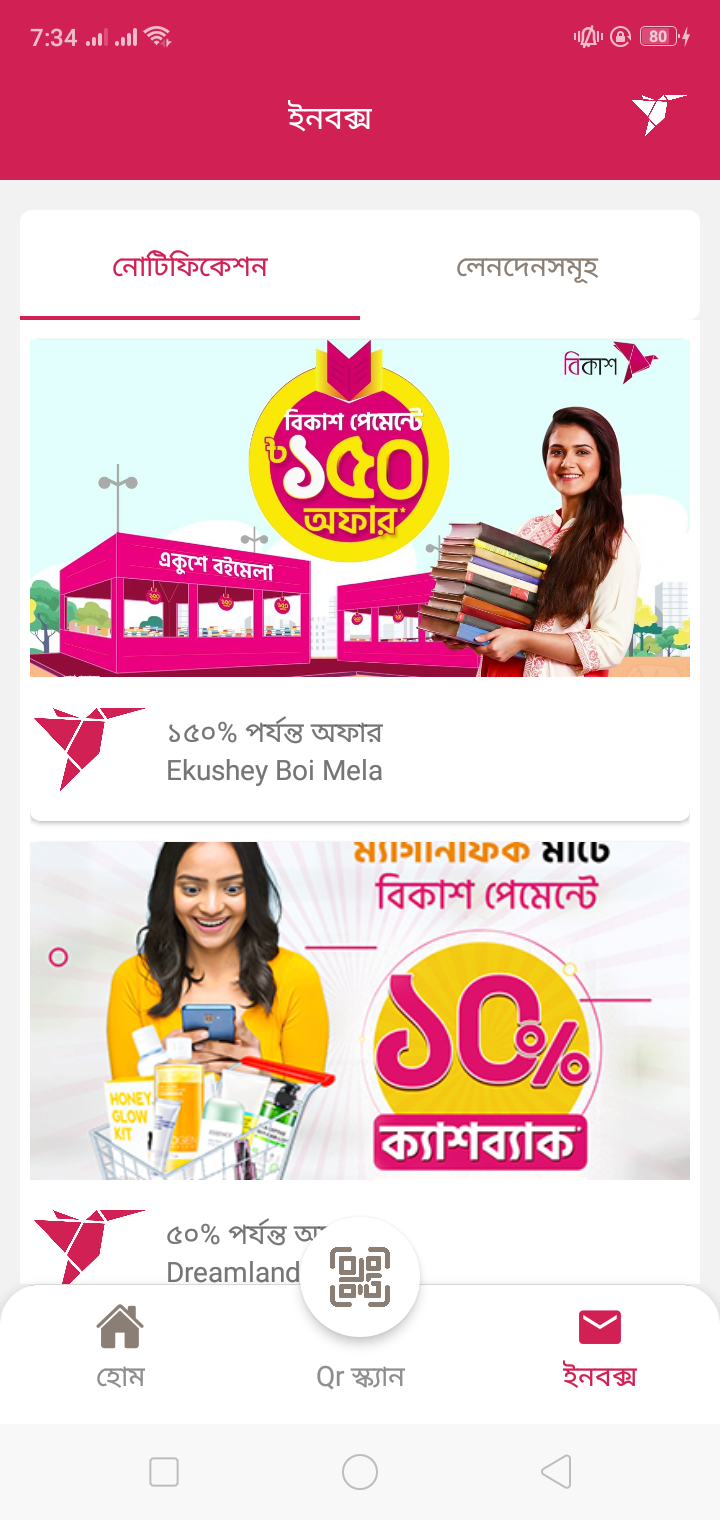 7:34
80
ইনবক্স
নোটিফিকেশন
লেনদেনসমূহ
বিকাশ
বিকাশ পেমেন্টে
৳১৫০
অফার*
একুশে বইমেলা
১৫০% পর্যন্ত অফার
Ekushey Boi Mela
ম্যাগনিফিক মার্টে
বিকাশ পেমেন্টে
১০%
ক্যাশব্যাক*
HONEY
GLOW
KIT
৫০% পর্যন্ত
Dreamland
হোম
Qr স্ক্যান
ইনবক্স